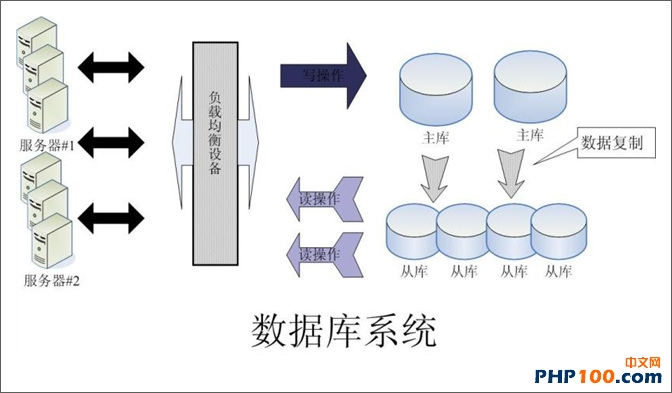 服务器#1
服务器#2
负载均衡设备
写操作
读操作
读操作
主库
主库
数据复制
从库
从库
从库
从库
数据库系统
中文网
PHP100.com